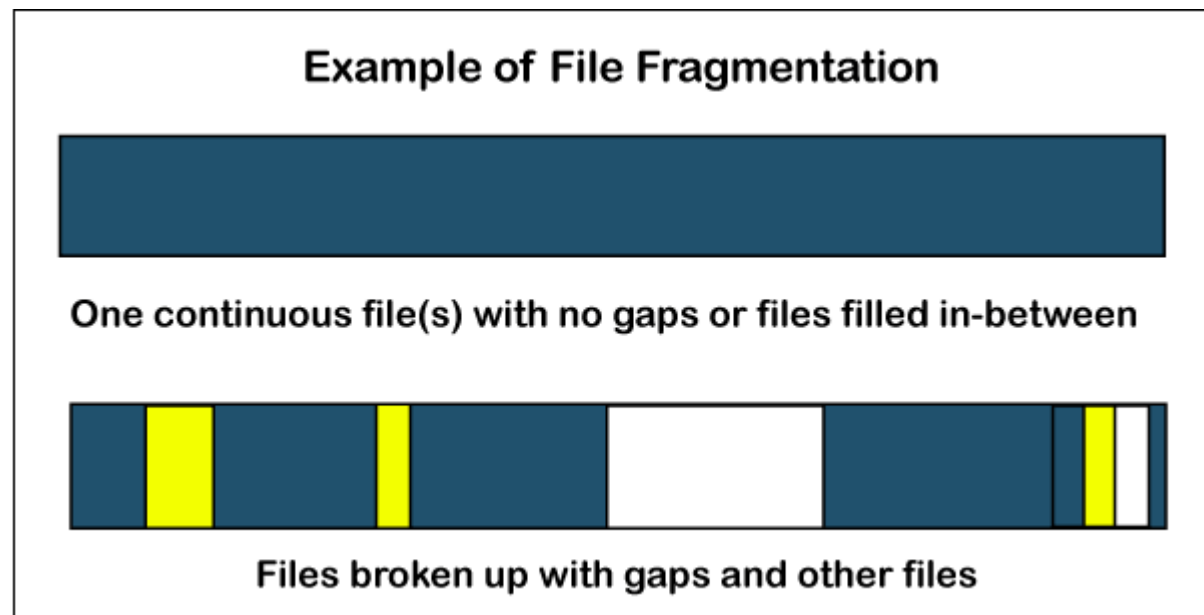 Example of File Fragmentation
One continuous file(s) with no gaps or files filled in-between
Files broken up with gaps and other files